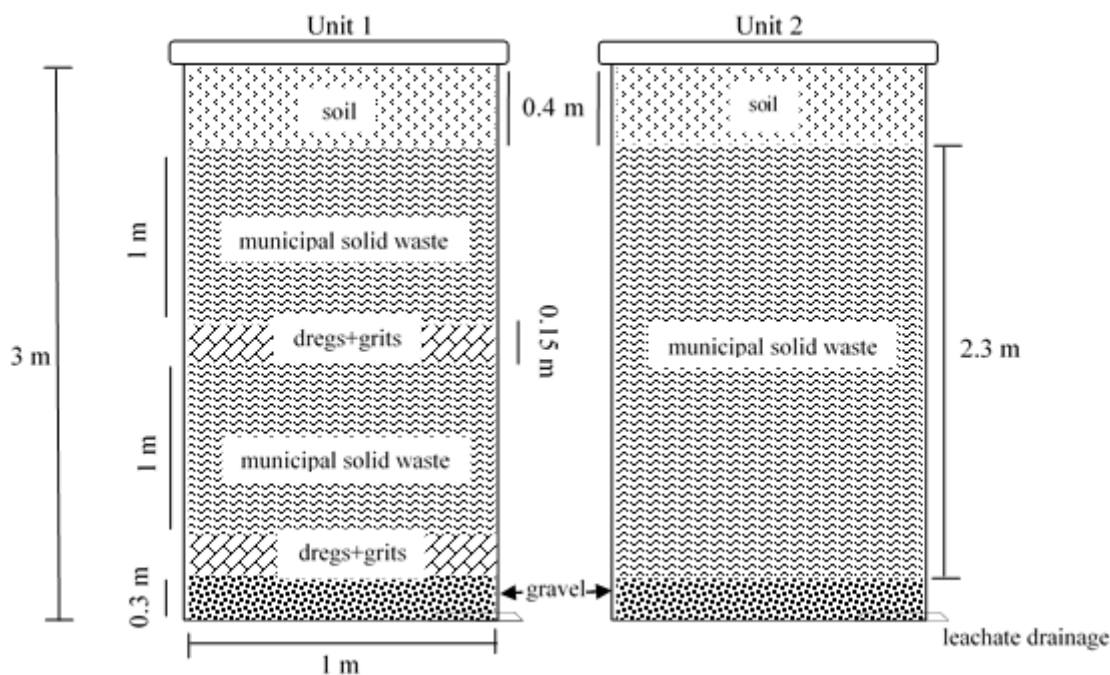 Unit 1
Unit 2
soil
0.4 m
soil
1 m
municipal solid waste
dregs+grits
0.15 m
3 m
municipal solid waste
2.3 m
1 m
municipal solid waste
dregs+grits
0.3 m
gravel
leachate drainage
1 m